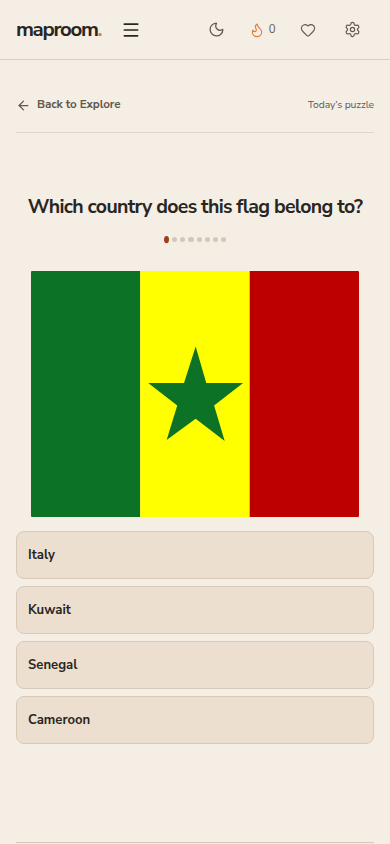 maproom.
0
Back to Explore
Today's puzzle
Which country does this flag belong to?
Italy
Kuwait
Senegal
Cameroon